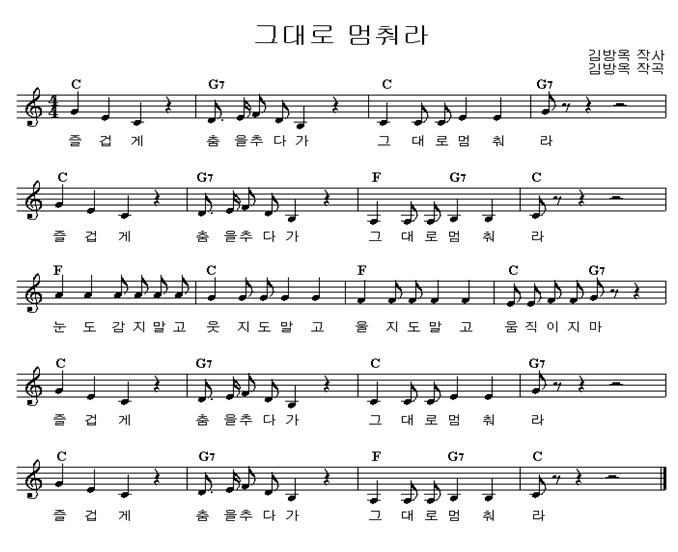 그대로 멈춰라
김방옥 작사
김방옥 작곡
C G7 C G7
즐 겁 게 춤 을 추 다 가 그 대 로 멈 춰 라
C G7 F G7 C
즐 겁 게 춤 을 추 다 가 그 대 로 멈 춰 라
F C F C G7
눈 도 감 지 말 고 웃 지 도 말 고 울 지 도 말 고 움 직 이 지 마
C G7 C G7
즐 겁 게 춤 을 추 다 가 그 대 로 멈 춰 라
C G7 F G7 C
즐 겁 게 춤 을 추 다 가 그 대 로 멈 춰 라